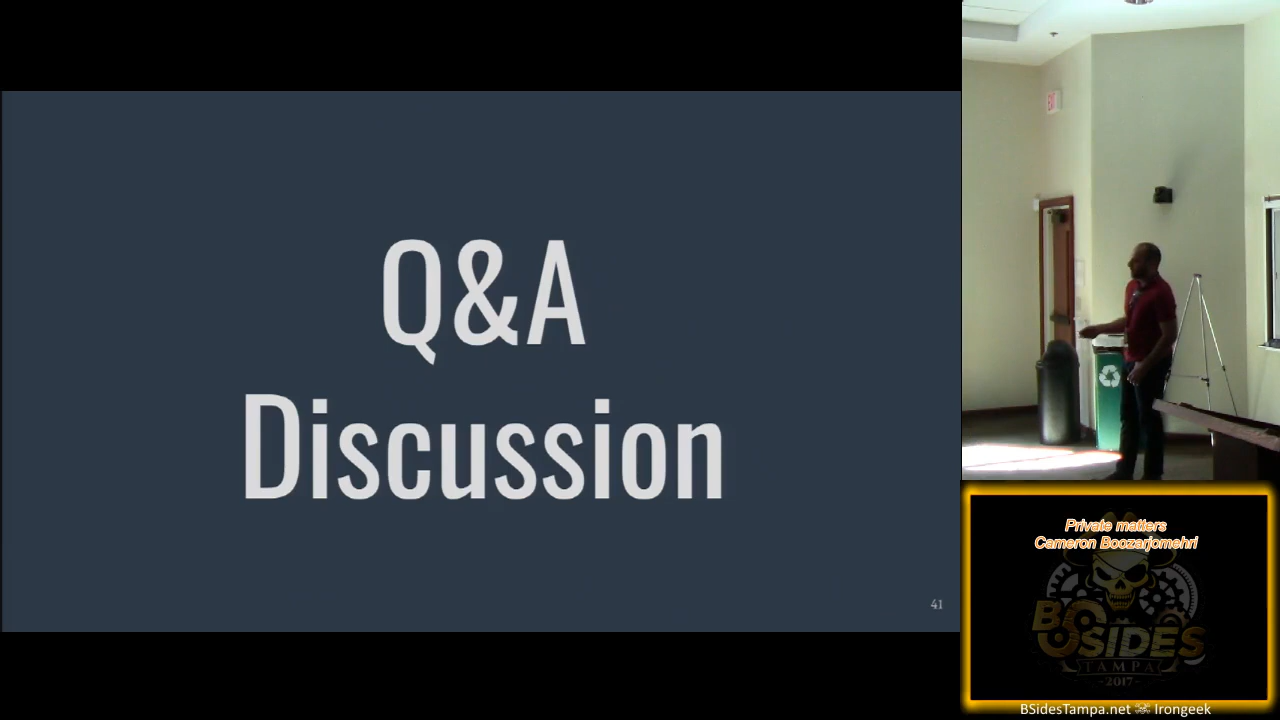 Q&A
Discussion
41
Private matters
Cameron Boozarjomehri
BSIDES
TAMPA
-2017-
BSidesTampa.net ☠ Irongeek